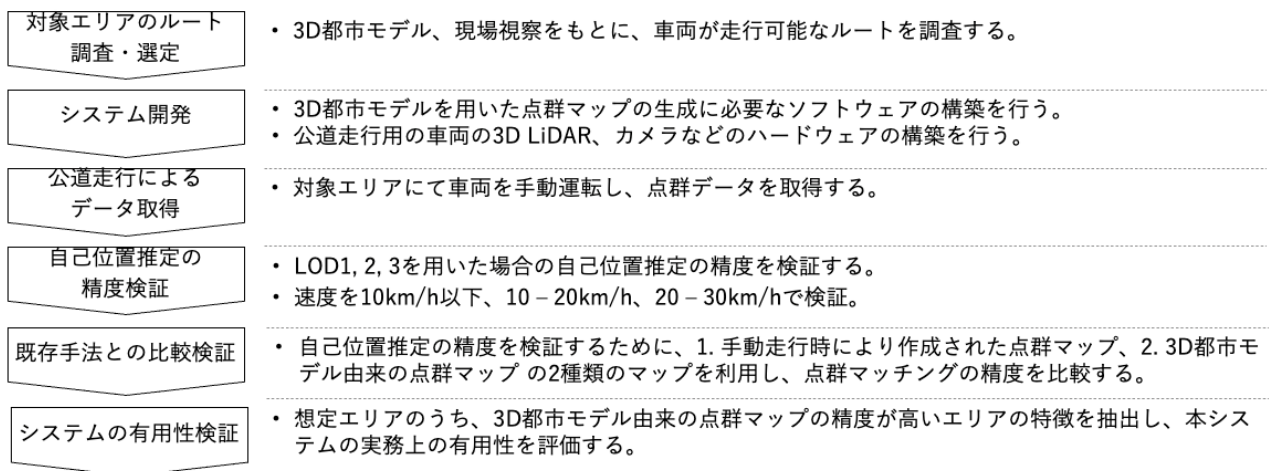 対象エリアのルート
調査・選定
• 3D都市モデル、現場視察をもとに、車両が走行可能なルートを調査する。
システム開発
• 3D都市モデルを用いた点群マップの生成に必要なソフトウェアの構築を行う。
• 公道走行用の車両の3D LiDAR、カメラなどのハードウェアの構築を行う。
公道走行による
データ取得
• 対象エリアにて車両を手動運転し、点群データを取得する。
自己位置推定の
精度検証
• LOD1, 2, 3を用いた場合の自己位置推定の精度を検証する。
• 速度を10km/h以下、10 – 20km/h、20 – 30km/hで検証。
既存手法との比較検証
• 自己位置推定の精度を検証するために、1. 手動走行時により作成された点群マップ、2. 3D都市モ
デル由来の点群マップ の2種類のマップを利用し、点群マッチングの精度を比較する。
システムの有用性検証
• 想定エリアのうち、3D都市モデル由来の点群マップの精度が高いエリアの特徴を抽出し、本シス
テムの実務上の有用性を評価する。